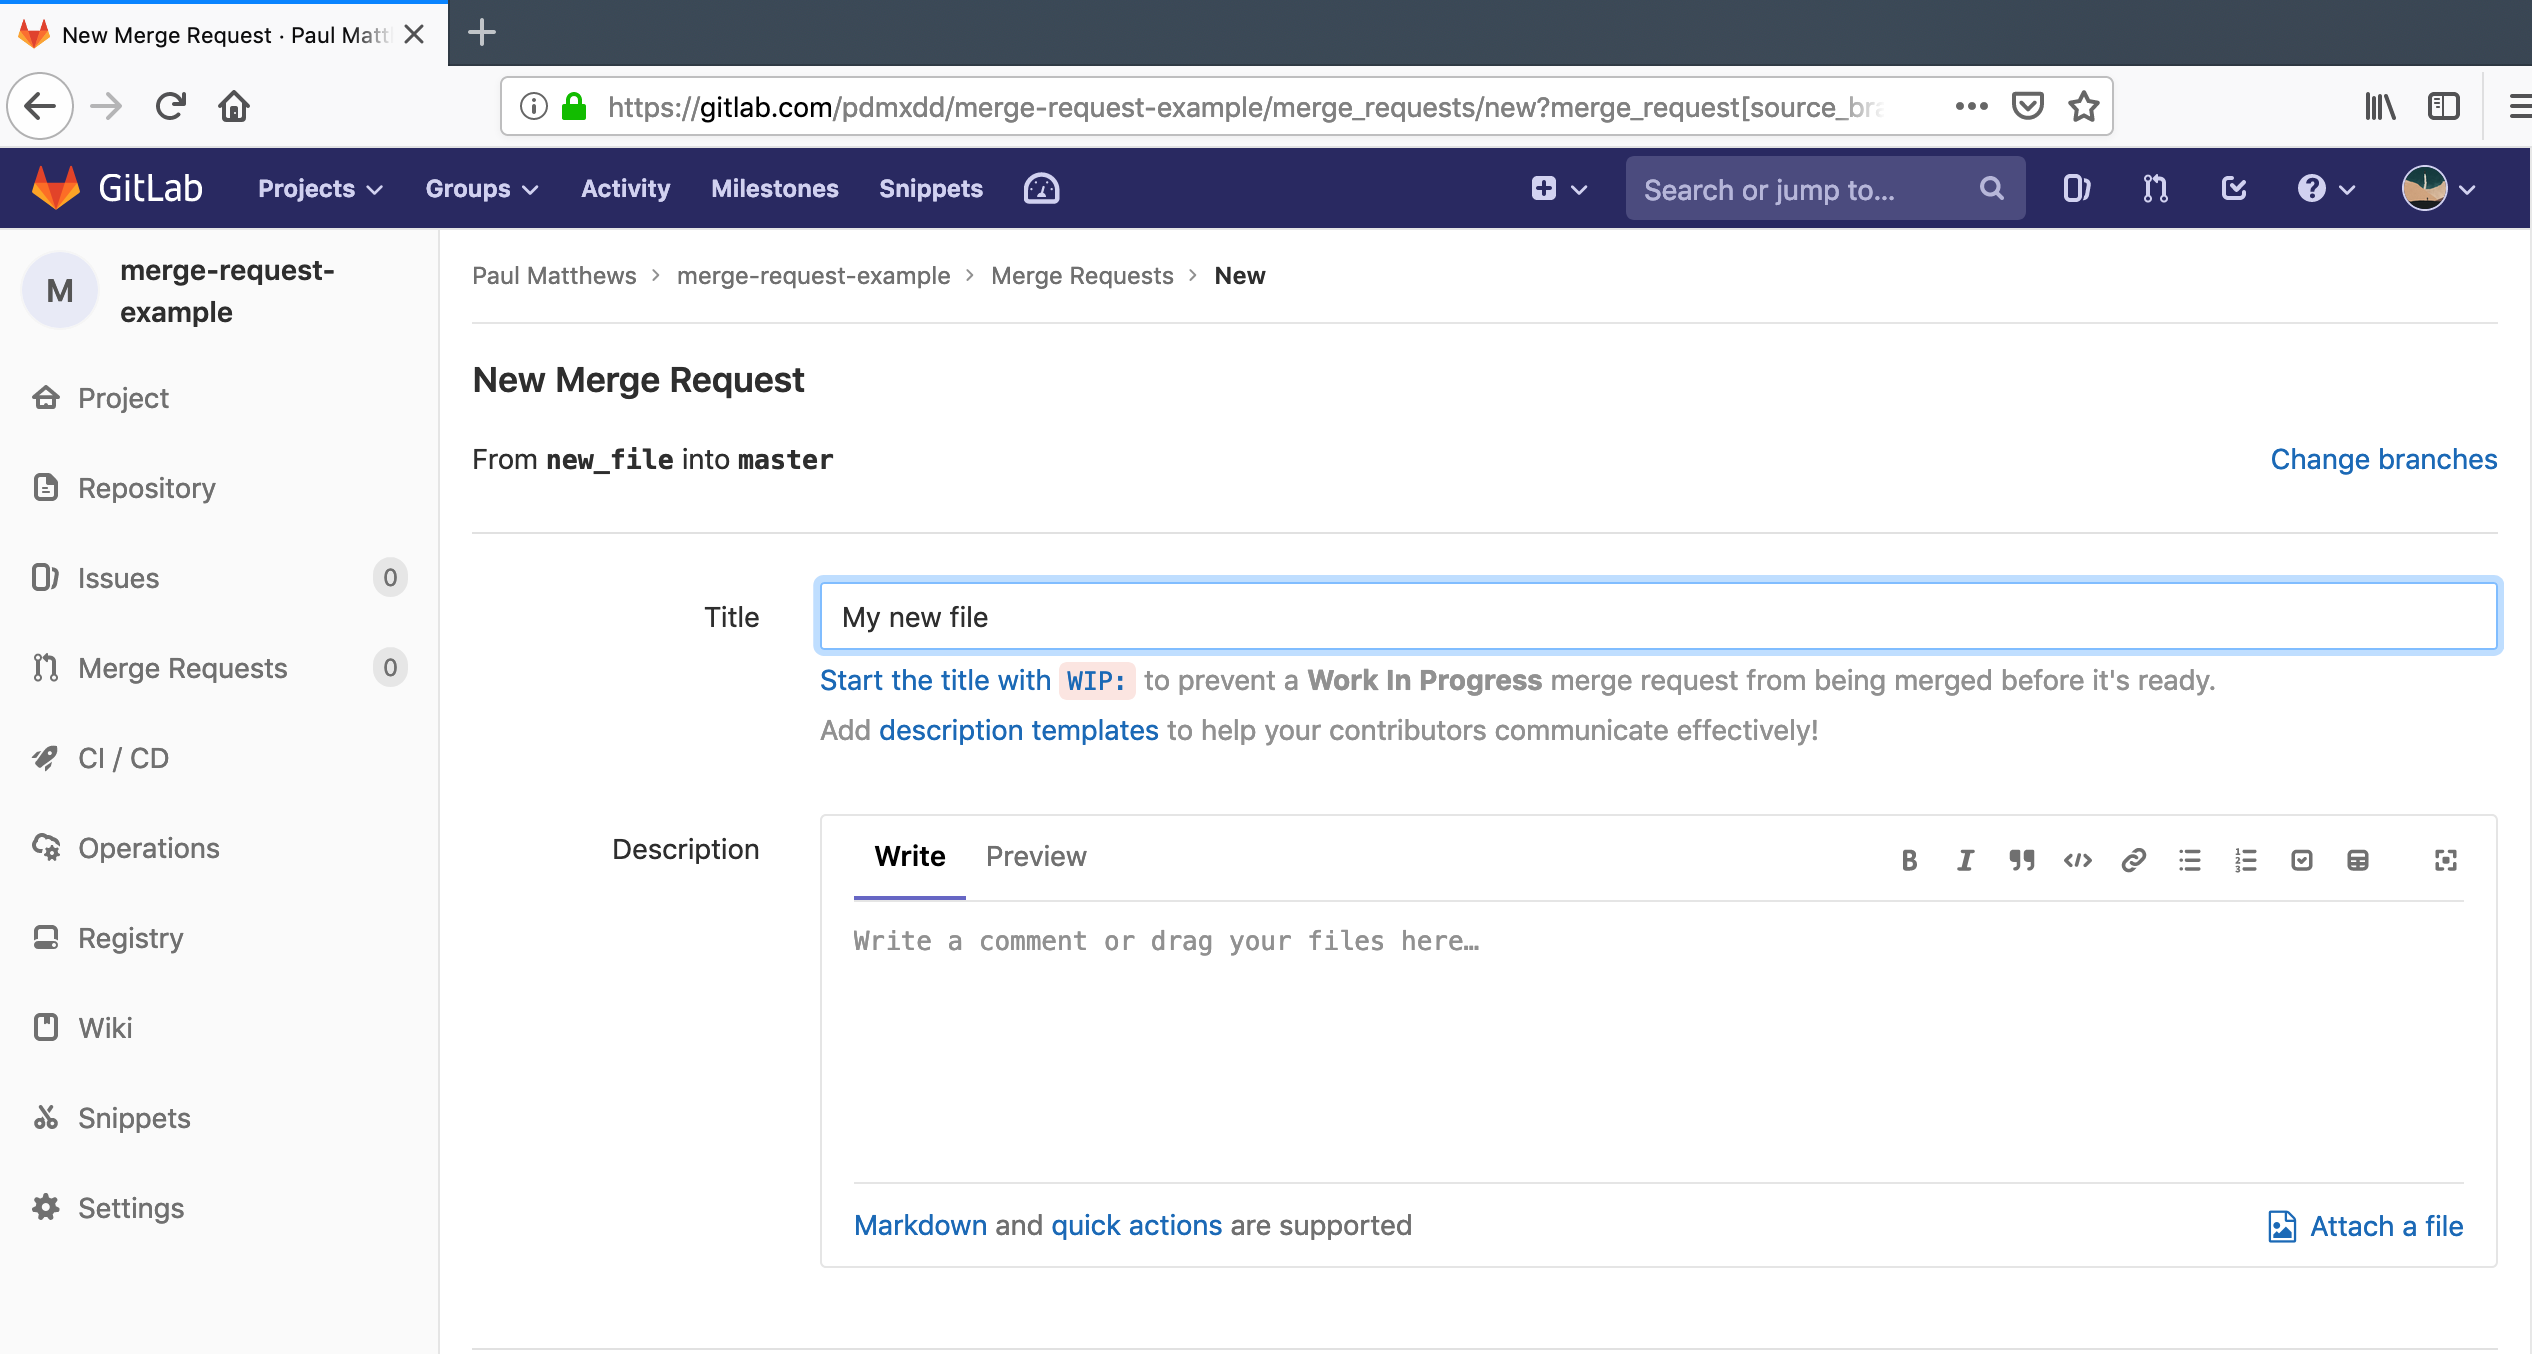 New Merge Request · Paul Matt
https://gitlab.com/pdmxdd/merge-request-example/merge_requests/new?merge_request[source_bra
GitLab Projects Groups Activity Milestones Snippets Search or jump to...
M merge-request-
example
Project
Repository
Issues 0
Merge Requests 0
CI / CD
Operations
Registry
Wiki
Snippets
Settings
Paul Matthews > merge-request-example > Merge Requests > New
New Merge Request
From new_file into master Change branches
Title My new file
Start the title with WIP: to prevent a Work In Progress merge request from being merged before it's ready.
Add description templates to help your contributors communicate effectively!
Description Write Preview
Write a comment or drag your files here…
Markdown and quick actions are supported Attach a file